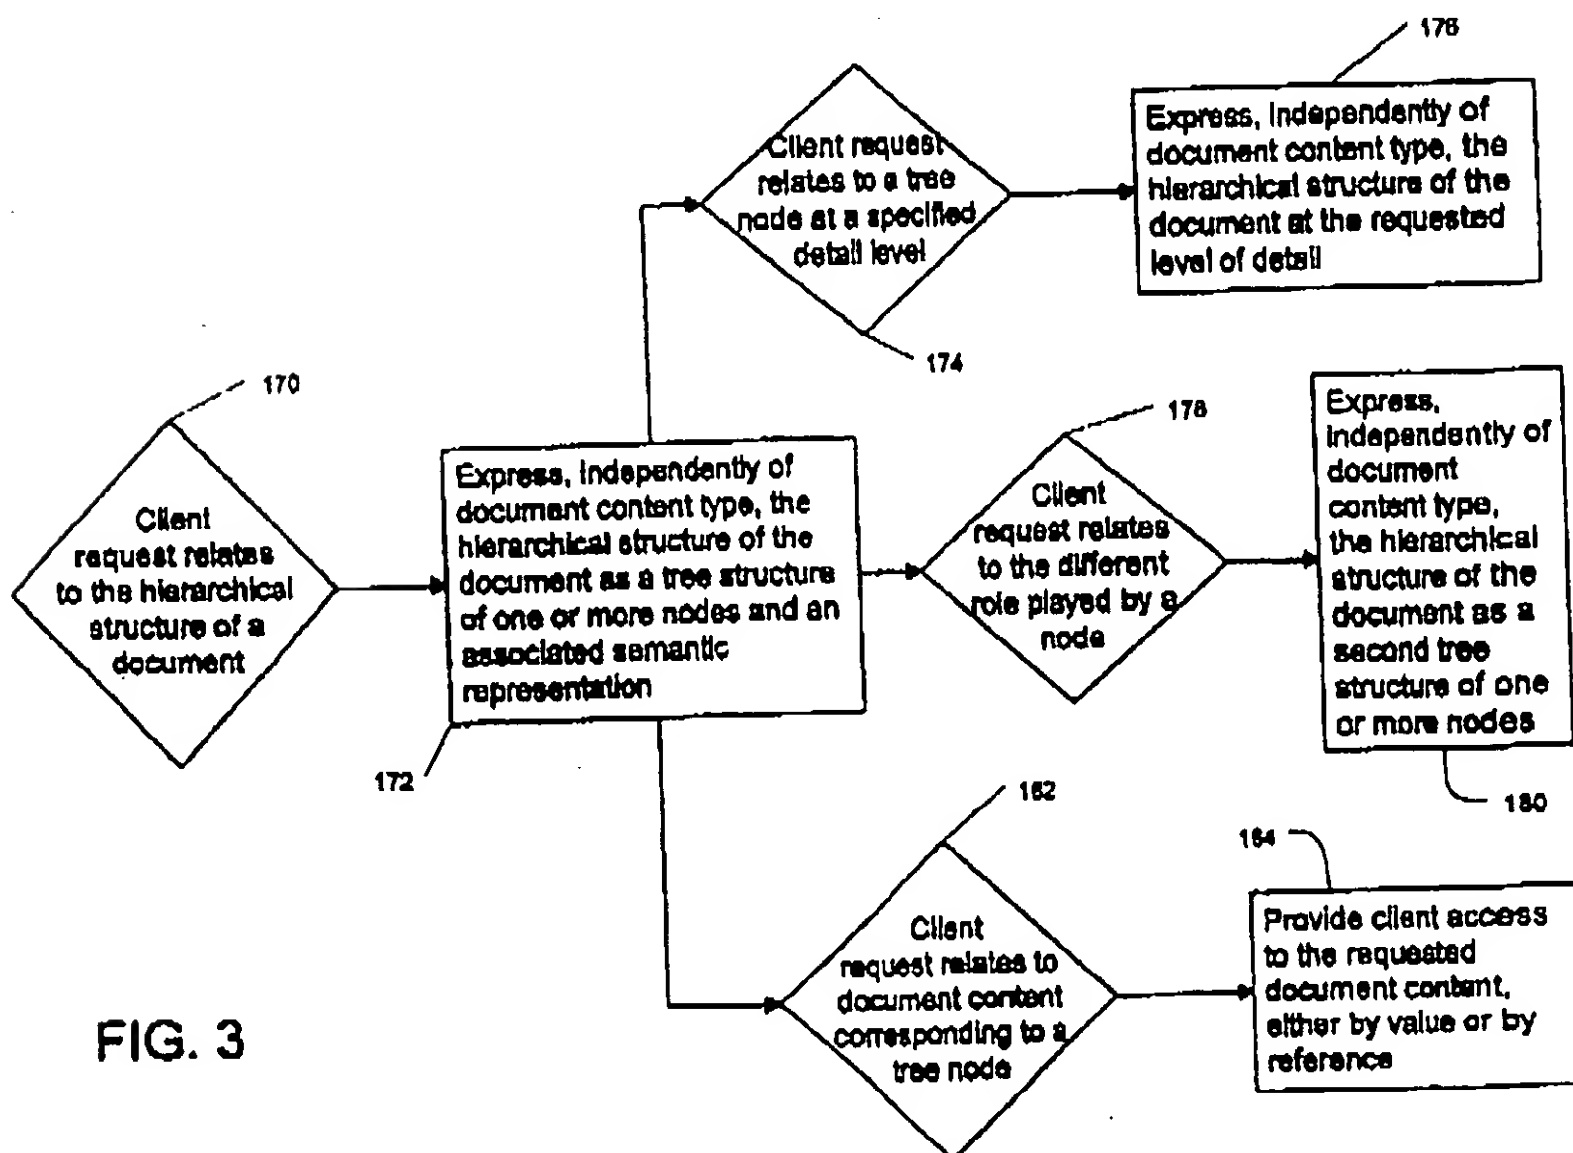 176
Client request
relates to a tree
node at a specified
detail level
Express, independently of
document content type, the
hierarchical structure of the
document at the requested
level of detail
174
170
Client
request relates
to the hierarchical
structure of a
document
Express, independently of
document content type, the
hierarchical structure of the
document as a tree structure
of one or more nodes and an
associated semantic
representation
172
178
Client
request relates
to the different
role played by a
node
Express,
independently of
document
content type,
the hierarchical
structure of the
document as a
second tree
structure of one
or more nodes
180
182
Client
request relates to
document content
corresponding to a
tree node
184
Provide client access
to the requested
document content,
either by value or by
reference
FIG. 3